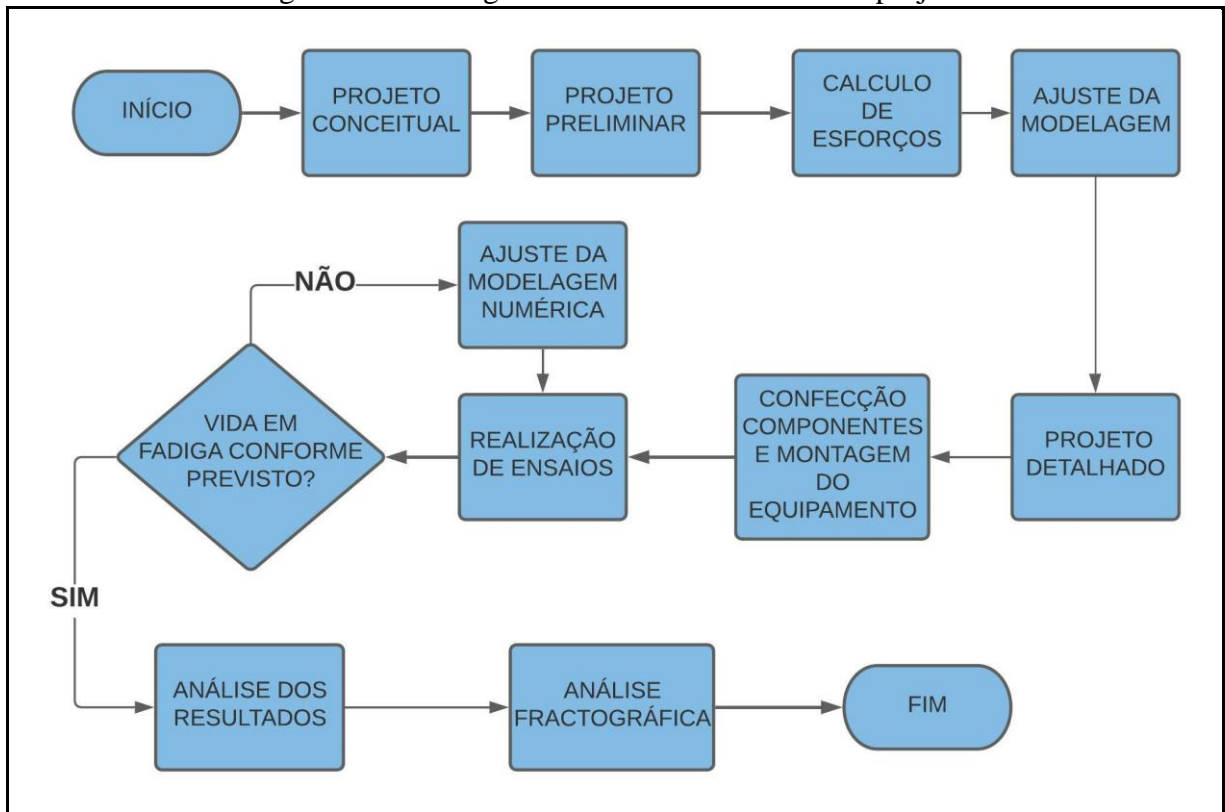 INÍCIO
PROJETO
CONCEITUAL
PROJETO
PRELIMINAR
CALCULO
DE
ESFORÇOS
AJUSTE DA
MODELAGEM
AJUSTE DA
MODELAGEM
NUMÉRICA
NÃO
VIDA EM
FADIGA CONFORME
PREVISTO?
REALIZAÇÃO
DE ENSAIOS
CONFECÇÃO
COMPONENTES
E MONTAGEM
DO
EQUIPAMENTO
PROJETO
DETALHADO
SIM
ANÁLISE DOS
RESULTADOS
ANÁLISE
FRACTOGRÁFICA
FIM